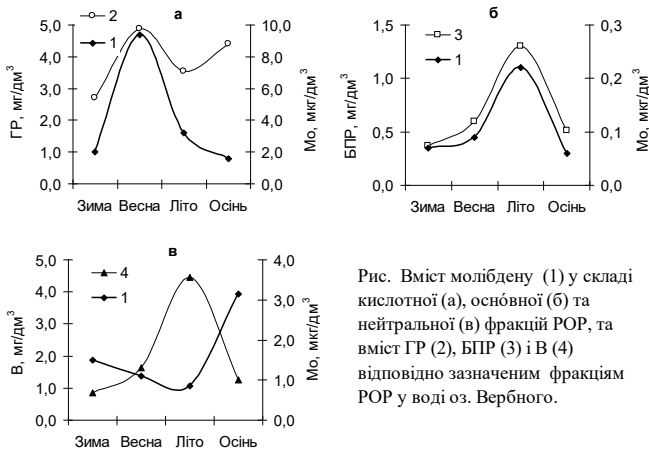 а
2
1
ГР, мг/дм³
5,0
4,0
3,0
2,0
1,0
0,0
10,0
8,0
6,0
4,0
2,0
0,0
Мо, мкг/дм³
Зима Весна Літо Осінь
б
3
1
БПР, мг/дм³
1,5
1,0
0,5
0,0
0,3
0,2
0,1
0,0
Мо, мкг/дм³
Зима Весна Літо Осінь
в
4
1
В, мг/дм³
5,0
4,0
3,0
2,0
1,0
0,0
4,0
3,0
2,0
1,0
0,0
Мо, мкг/дм³
Зима Весна Літо Осінь
Рис. Вміст молібдену (1) у складі
кислотної (а), осно́вної (б) та
нейтральної (в) фракцій РОР, та
вміст ГР (2), БПР (3) і В (4)
відповідно зазначеним фракціям
РОР у воді оз. Вербного.